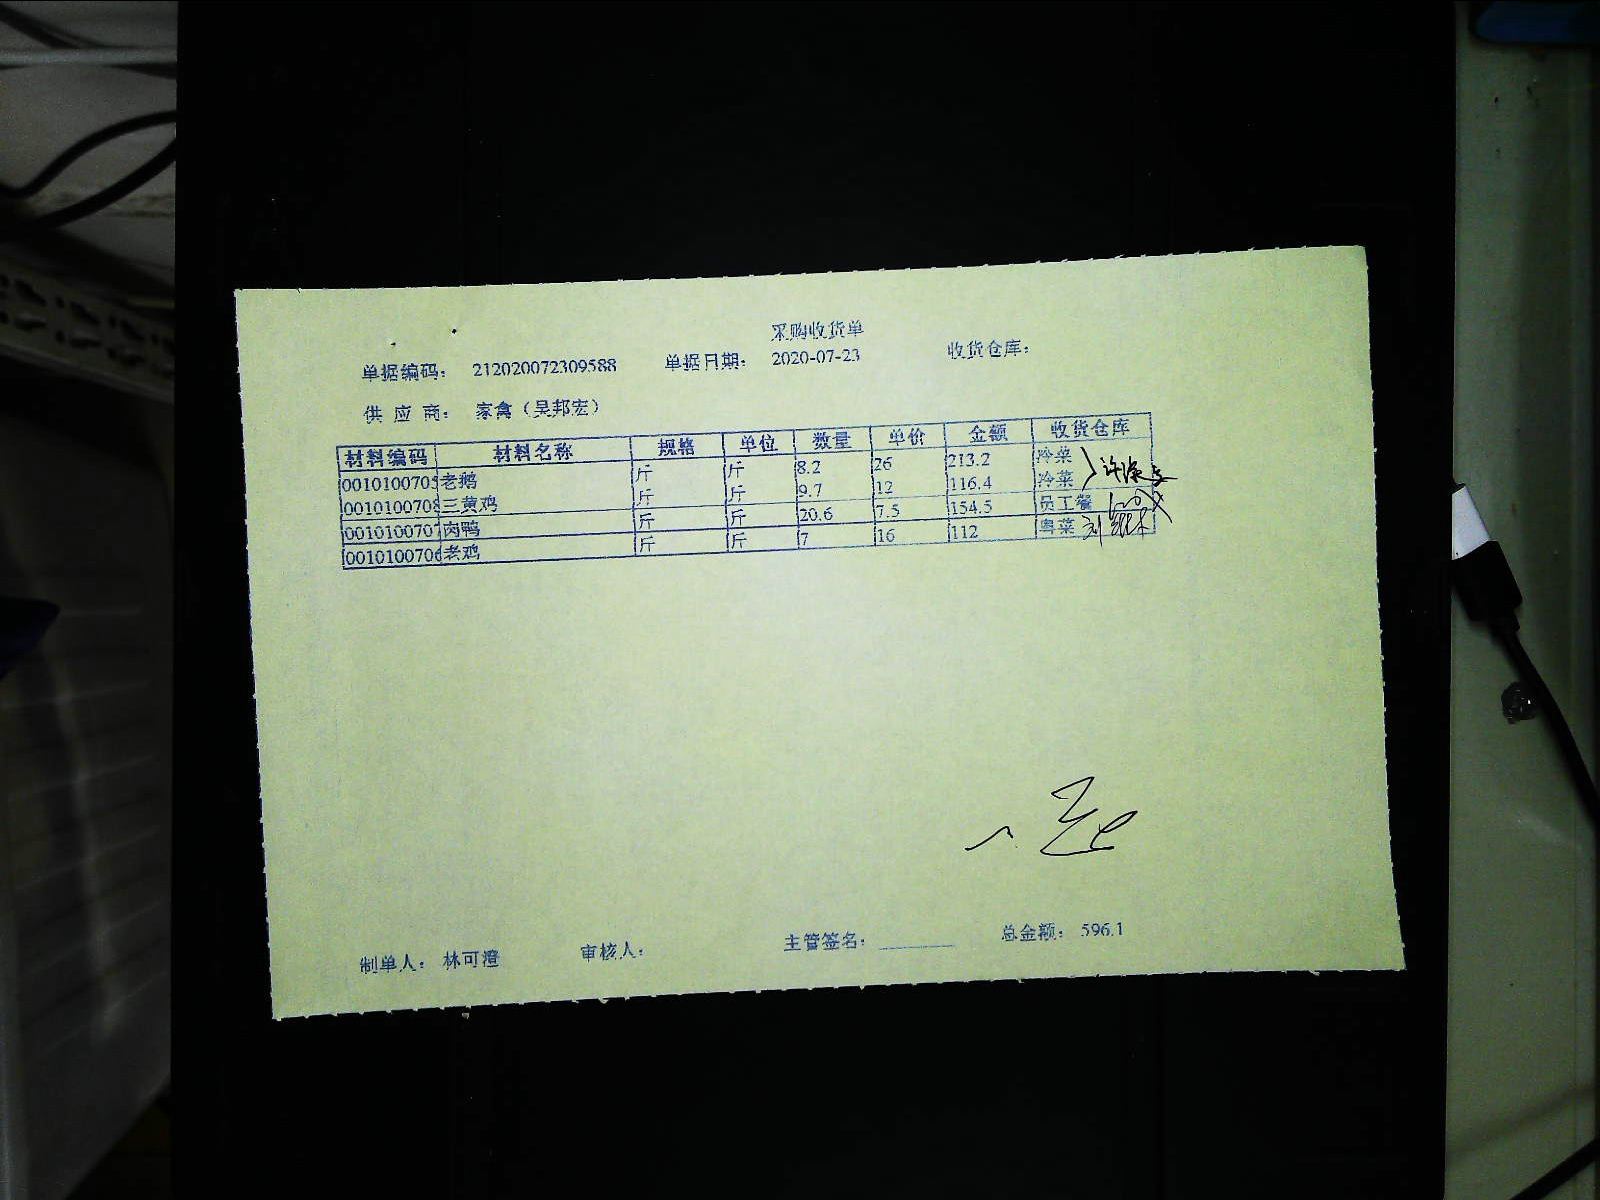 采购收货单
单据编码: 212020072309588 单据日期: 2020-07-23 收货仓库:
供 应 商: 家禽（吴邦宏）
材料编码 材料名称 规格 单位 数量 单价 金额 收货仓库
0010100705 老鹅 斤 斤 8.2 26 213.2 冷菜
0010100708 三黄鸡 斤 斤 9.7 12 116.4 冷菜
001010070 肉鸭 斤 斤 20.6 7.5 154.5 员工餐
0010100706 老鸡 斤 斤 7 16 112 粤菜 刘
制单人: 林可澄 审核人: 主管签名: 总金额: 596.1